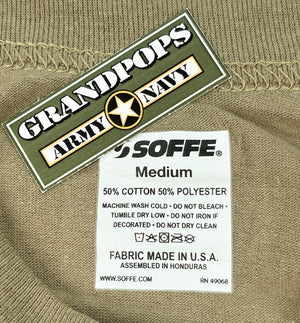 GRANDPOPS
ARMY NAVY
SOFFE®
Medium
50% COTTON 50% POLYESTER
MACHINE WASH COLD • DO NOT BLEACH •
TUMBLE DRY LOW • DO NOT IRON IF
DECORATED • DO NOT DRY CLEAN
FABRIC MADE IN U.S.A.
ASSEMBLED IN HONDURAS
WWW.SOFFE.COM RN 49068